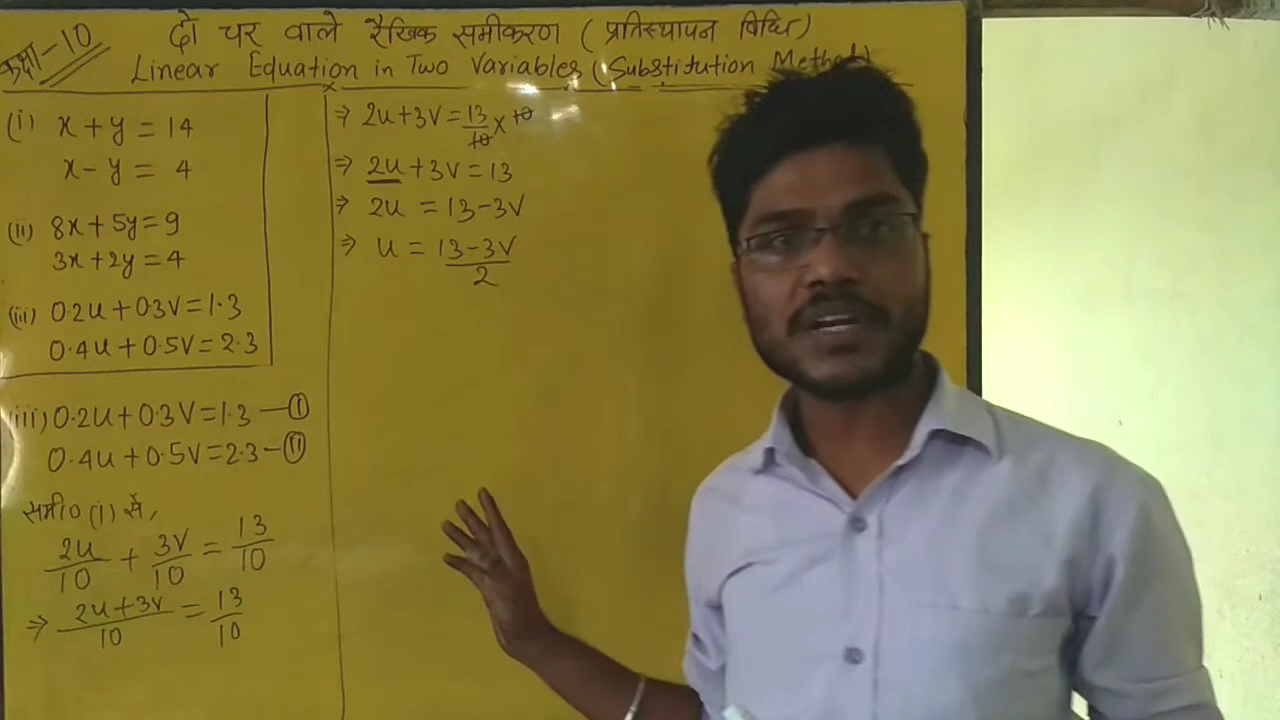 कक्षा-10
दो चर वाले रैखिक समीकरण (प्रतिस्थापन विधि)
Linear Equation in Two Variables (Substitution Method)
(i) x + y = 14
x - y = 4
(ii) 8x + 5y = 9
3x + 2y = 4
(iii) 0.2u + 0.3v = 1.3
0.4u + 0.5v = 2.3
(iii) 0.2u + 0.3v = 1.3 —(i)
0.4u + 0.5v = 2.3 —(ii)
समी० (i) से,
2u/10 + 3v/10 = 13/10
⇒ (2u + 3v)/10 = 13/10
⇒ 2u + 3v = 13/10 × 10
⇒ 2u + 3v = 13
⇒ 2u = 13 - 3v
⇒ u = (13 - 3v)/2